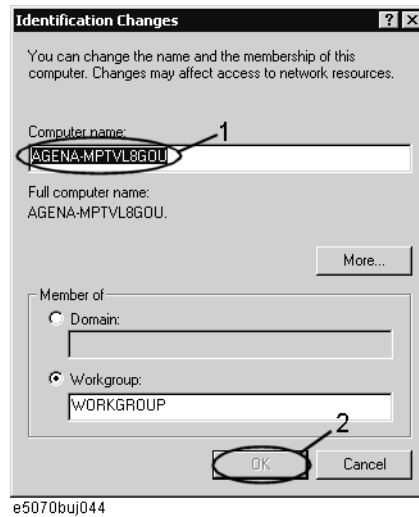 Identification Changes
You can change the name and the membership of this
computer. Changes may affect access to network resources.
1
Computer name:
AGENA-MPTVL8GOU
Full computer name:
AGENA-MPTVL8GOU.
More...
Member of
Domain:
Workgroup:
WORKGROUP
2
OK
Cancel
e5070buj044